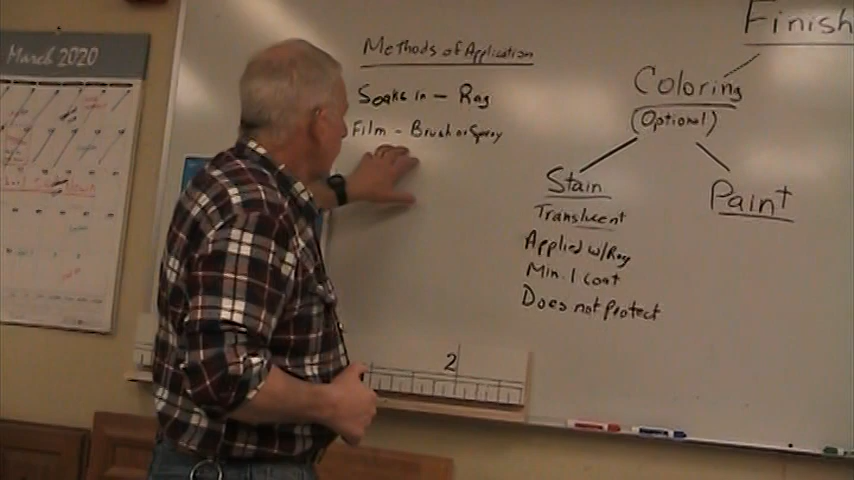 March 2020
Methods of Application
Soaks in - Rag
Film - Brush or Spray
Finish
Coloring
(Optional)
Stain
Translucent
Applied w/Rag
Min. 1 coat
Does not Protect
Paint
2